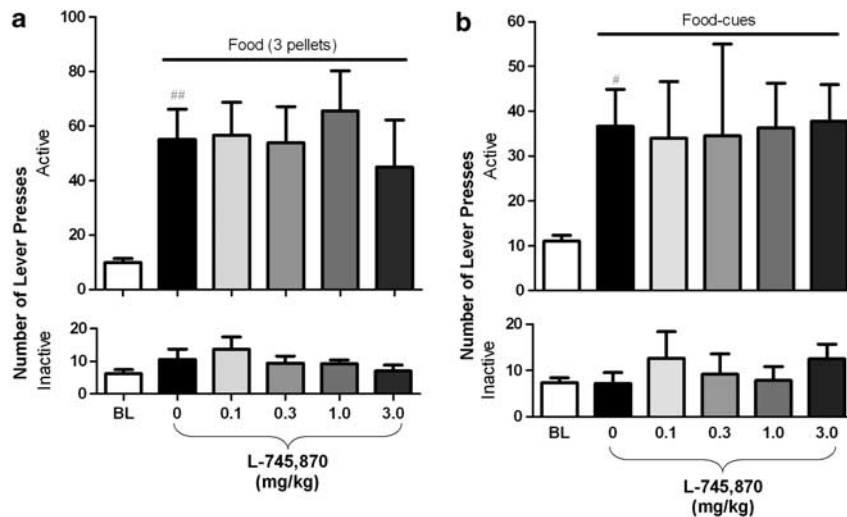 a
Food (3 pellets)
100
80
60
40
20
0
##
Active
Number of Lever Presses
20
10
0
Inactive
BL 0 0.1 0.3 1.0 3.0
L-745,870
(mg/kg)
b
Food-cues
60
50
40
30
20
10
0
#
Active
Number of Lever Presses
20
10
0
Inactive
BL 0 0.1 0.3 1.0 3.0
L-745,870
(mg/kg)